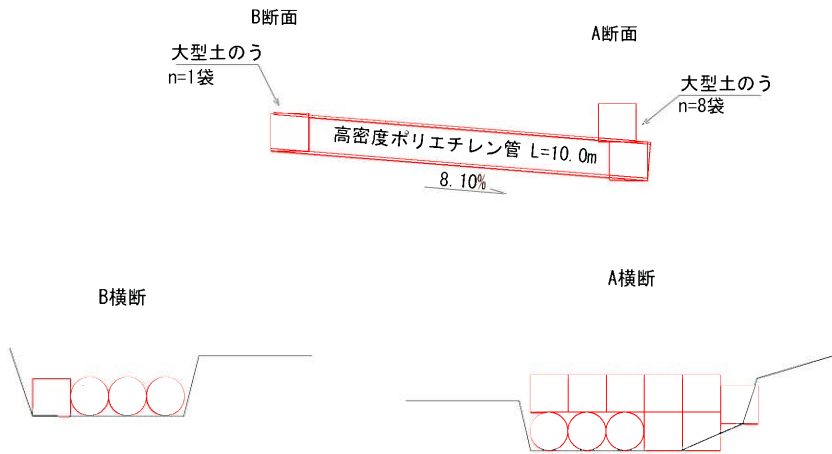 B断面
A断面
大型土のう
n=1袋
大型土のう
n=8袋
高密度ポリエチレン管 L=10.0m
8.10%
B横断
A横断